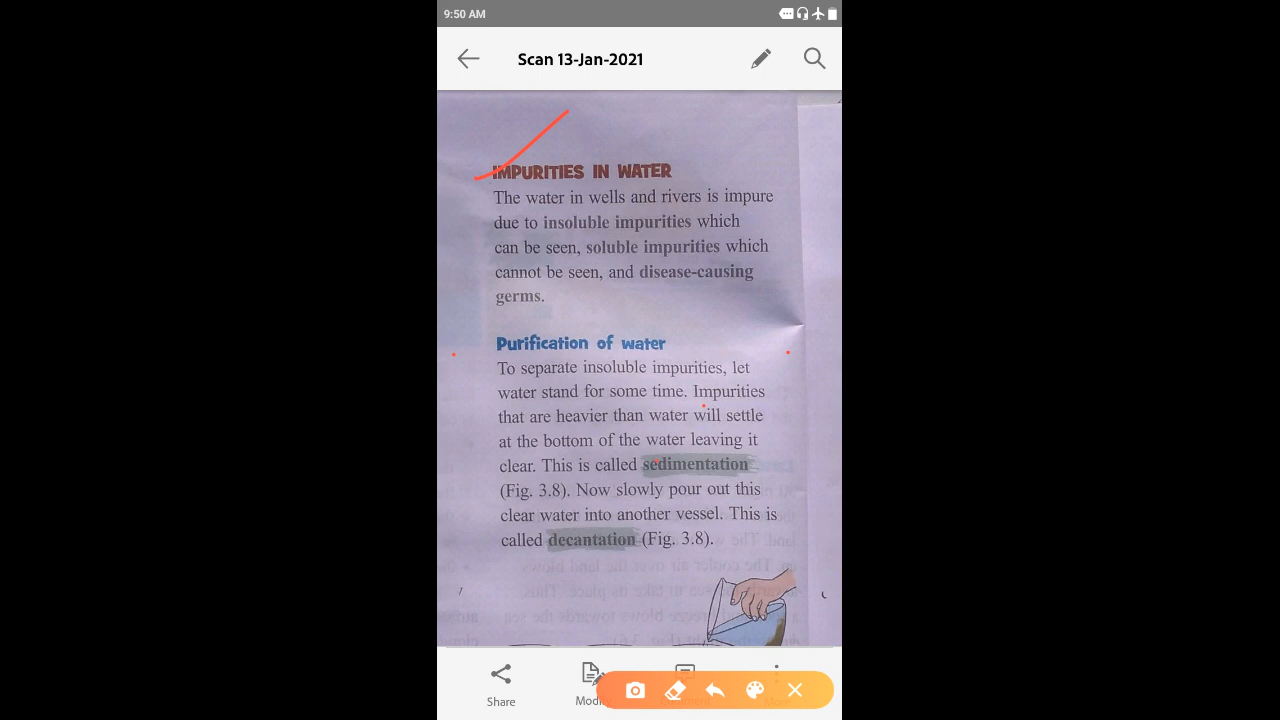 9:50 AM
Scan 13-Jan-2021
IMPURITIES IN WATER
The water in wells and rivers is impure
due to insoluble impurities which
can be seen, soluble impurities which
cannot be seen, and disease-causing
germs.
Purification of water
To separate insoluble impurities, let
water stand for some time. Impurities
that are heavier than water will settle
at the bottom of the water leaving it
clear. This is called sedimentation
(Fig. 3.8). Now slowly pour out this
clear water into another vessel. This is
called decantation (Fig. 3.8).
Share